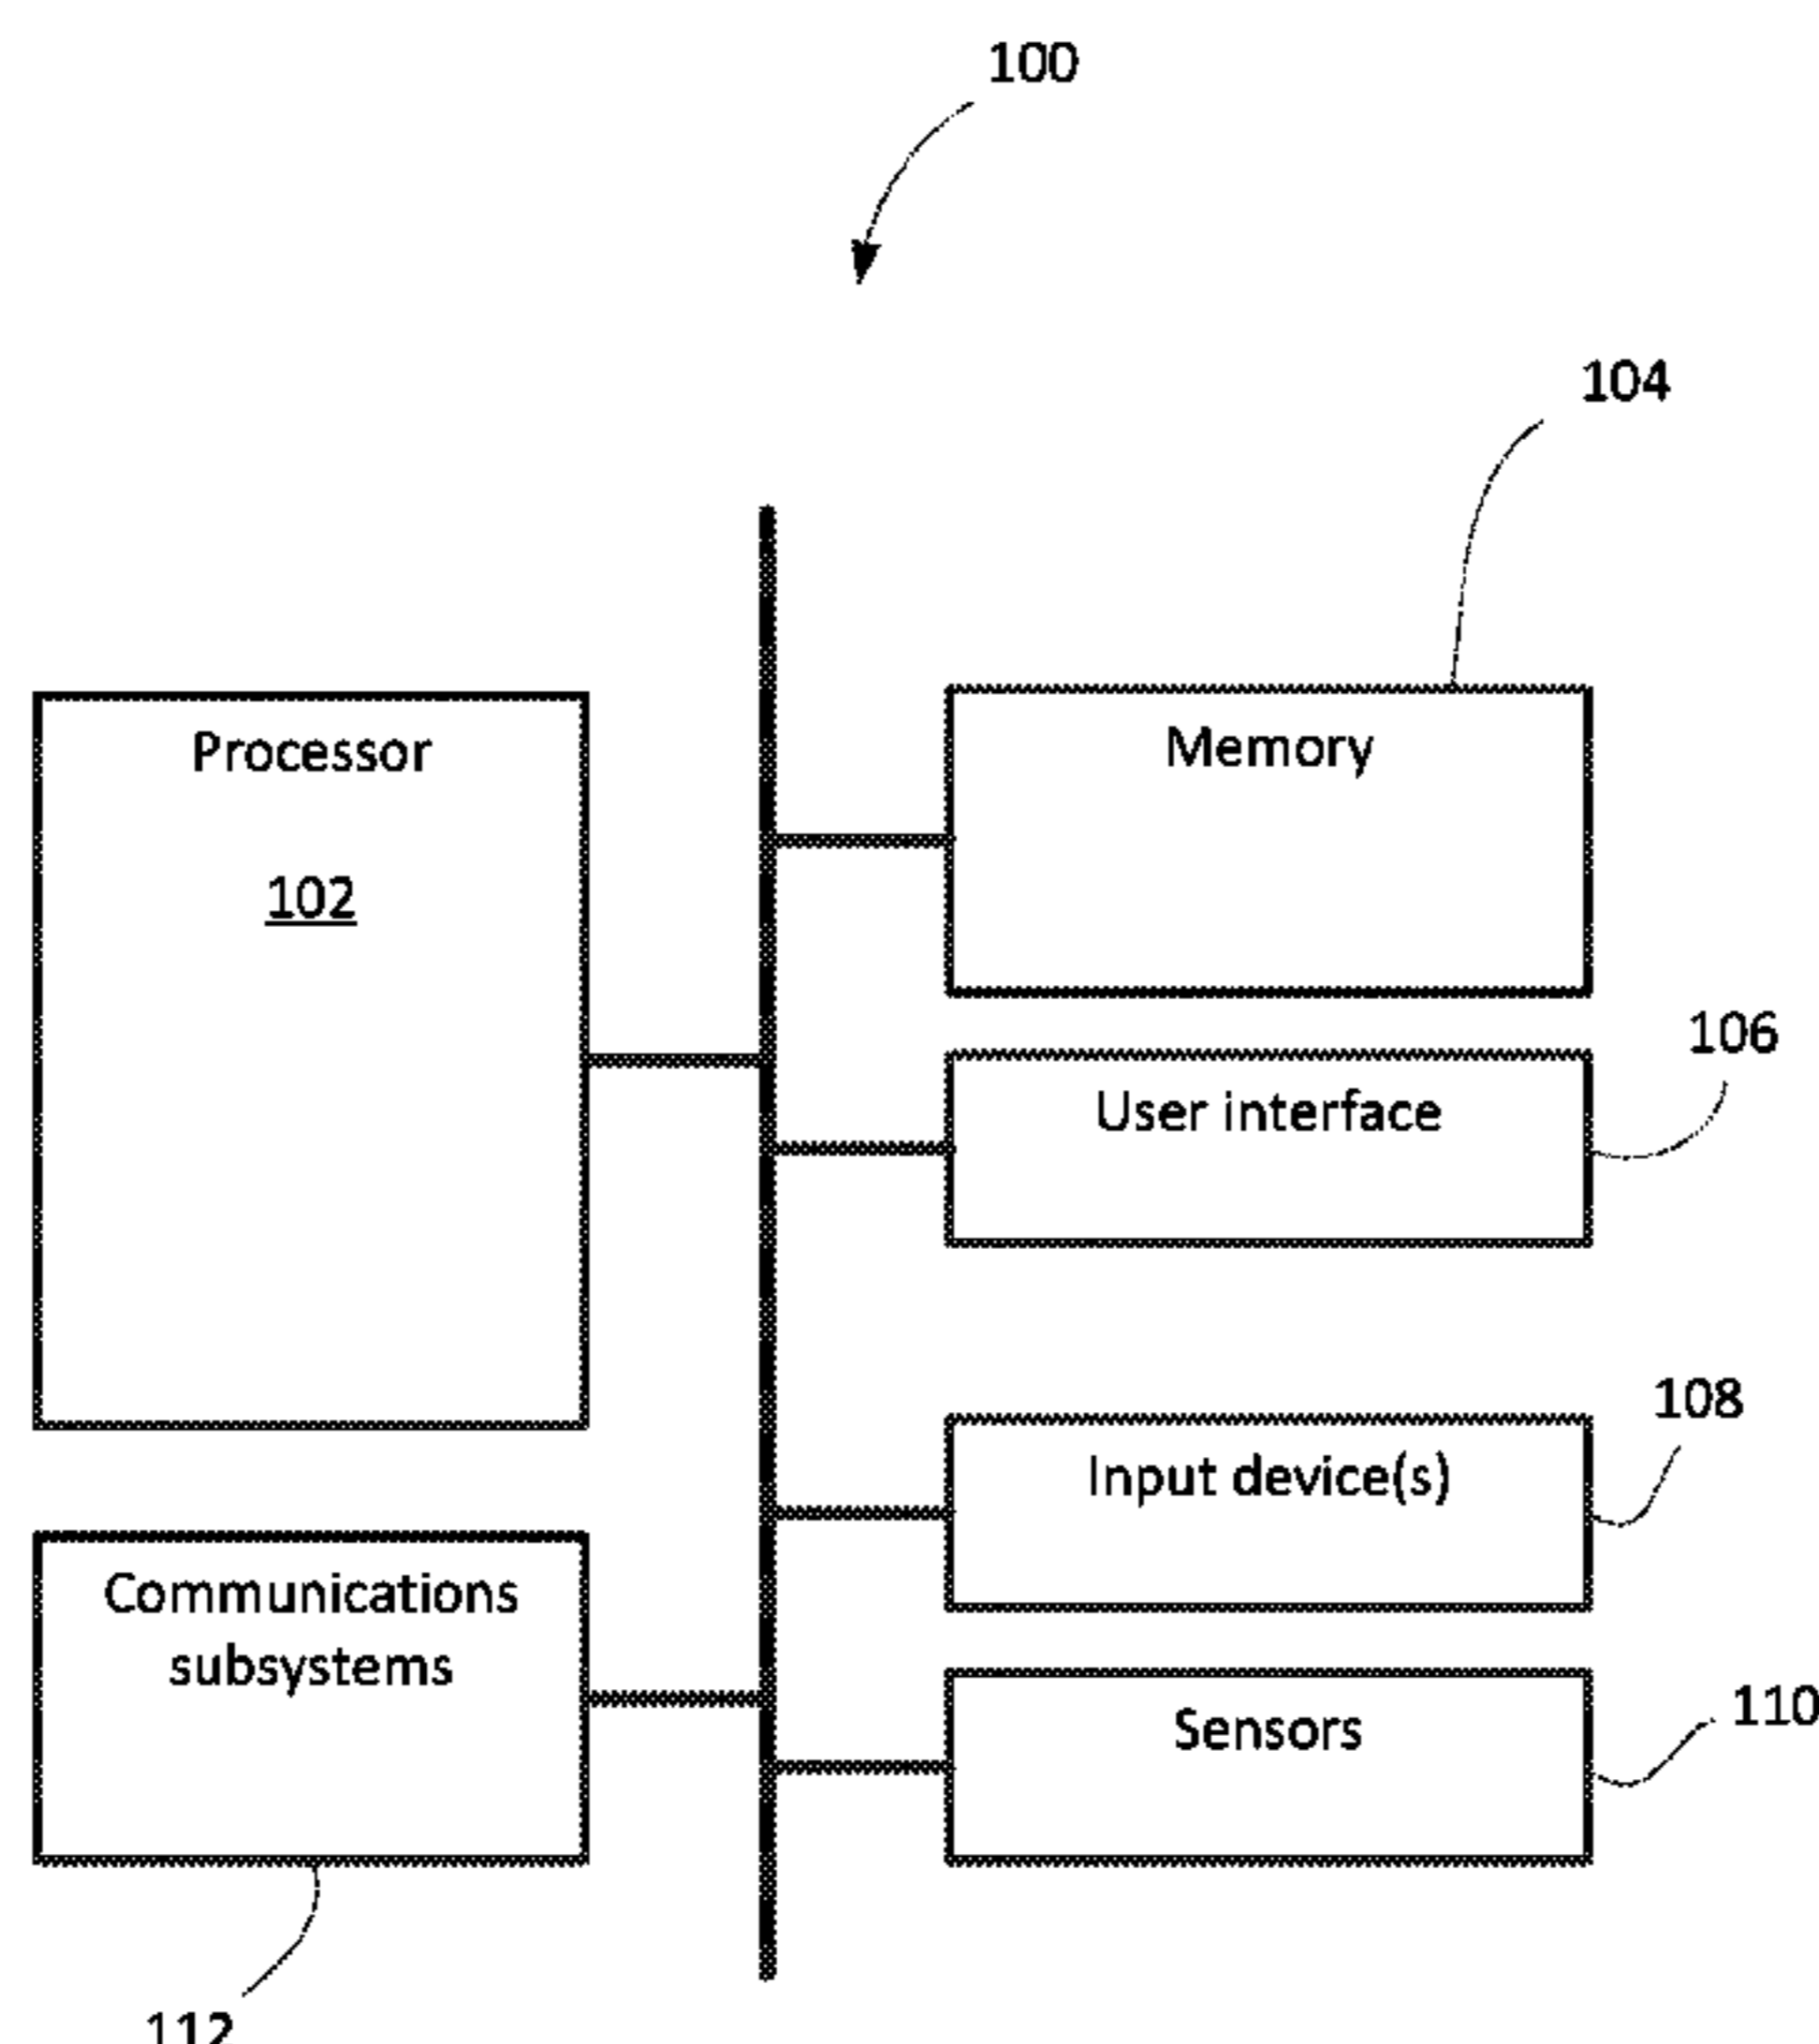 100
104
Processor
102
Memory
106
User interface
108
Input device(s)
Communications
subsystems
110
Sensors
112